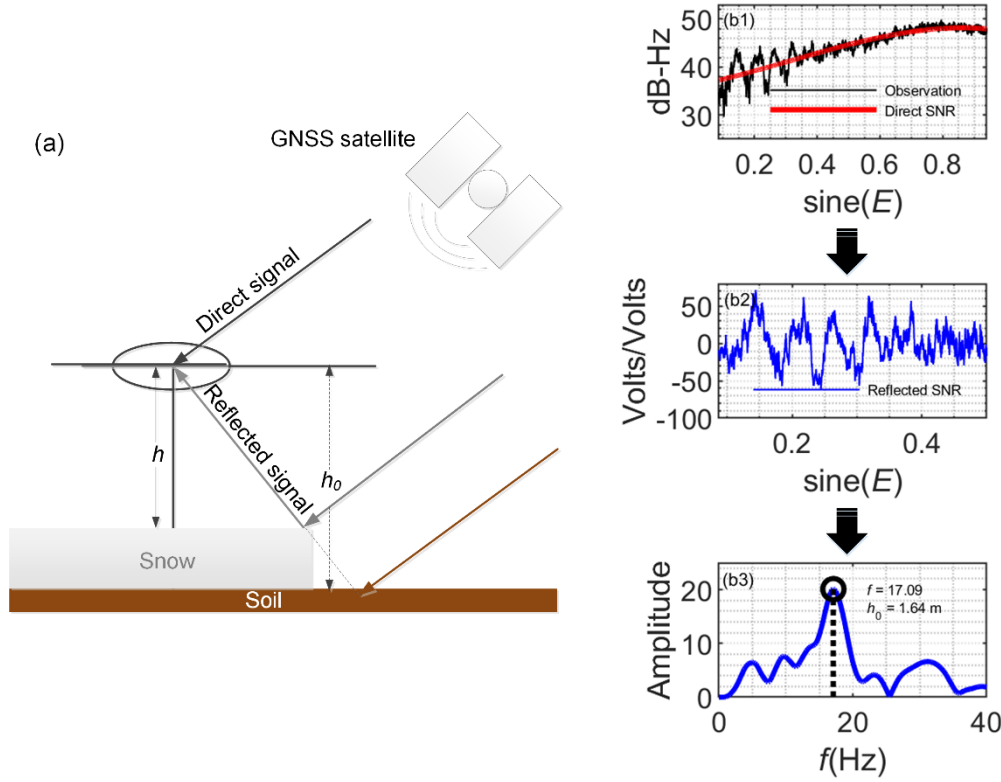 (a)
GNSS satellite
Direct signal
Reflected signal
h
h₀
Snow
Soil
(b1)
50
40
30
dB-Hz
Observation
Direct SNR
0.2 0.4 0.6 0.8
sine(E)
(b2)
50
0
-50
-100
Volts/Volts
Reflected SNR
0.2 0.4
sine(E)
(b3)
20
10
0
Amplitude
f = 17.09
h₀ = 1.64 m
0 20 40
f(Hz)